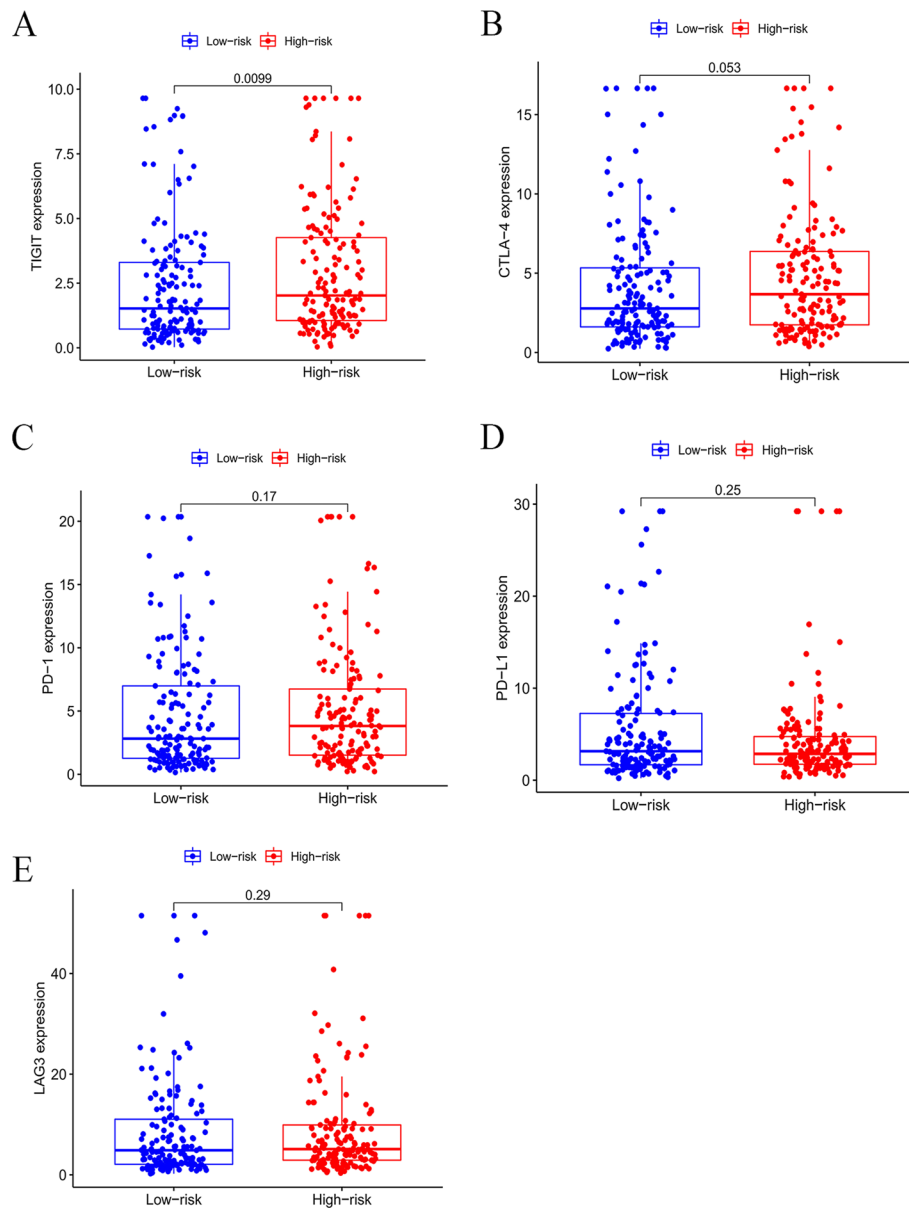 A
Low-risk High-risk
0.0099
10.0
7.5
5.0
2.5
0.0
TIGIT expression
Low-risk High-risk
B
Low-risk High-risk
0.053
15
10
5
0
CTLA-4 expression
Low-risk High-risk
C
Low-risk High-risk
0.17
20
15
10
5
0
PD-1 expression
Low-risk High-risk
D
Low-risk High-risk
0.25
30
20
10
0
PD-L1 expression
Low-risk High-risk
E
Low-risk High-risk
0.29
40
20
0
LAG3 expression
Low-risk High-risk